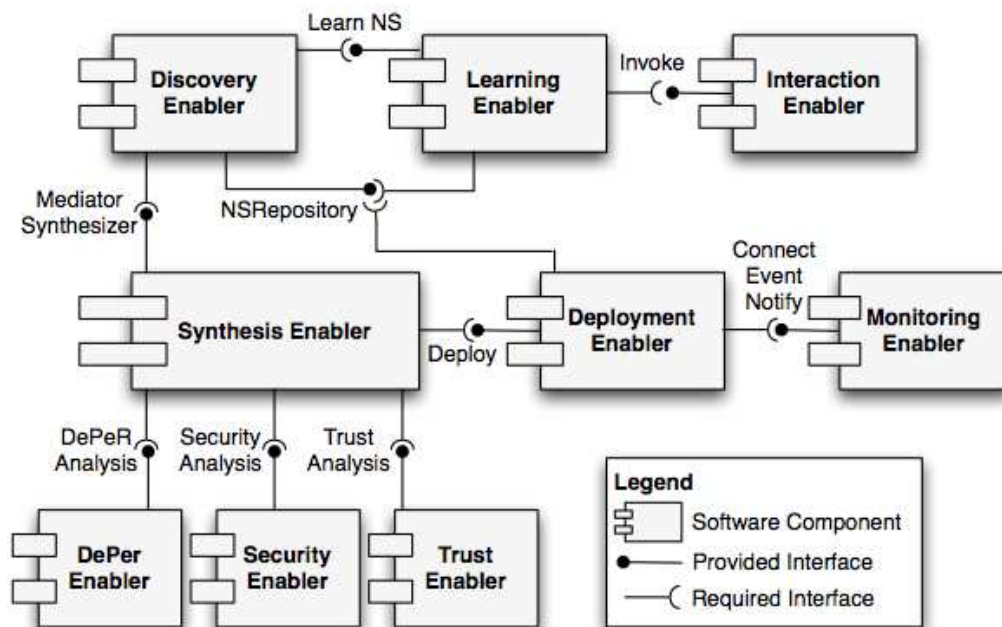 Learn NS
Discovery
Enabler
Learning
Enabler
Invoke
Interaction
Enabler
Mediator
Synthesizer
NSRepository
Connect
Event
Notify
Synthesis Enabler
Deploy
Deployment
Enabler
Monitoring
Enabler
DePeR
Analysis
Security
Analysis
Trust
Analysis
DePer
Enabler
Security
Enabler
Trust
Enabler
Legend
Software Component
Provided Interface
Required Interface